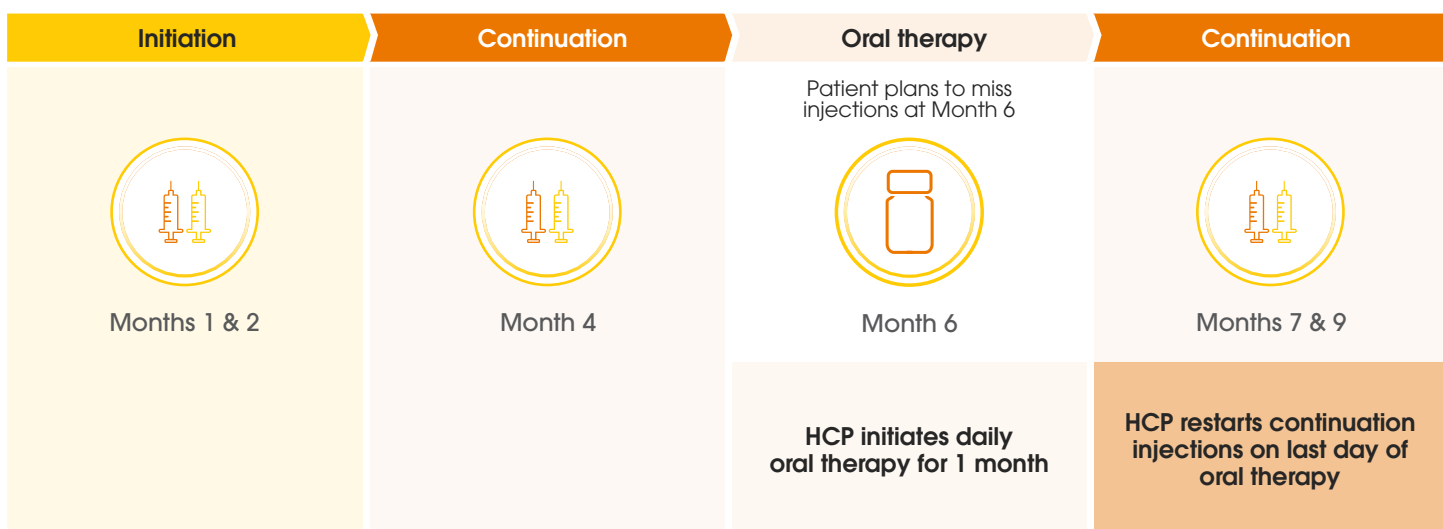 Initiation
Continuation
Oral therapy
Continuation
Patient plans to miss
injections at Month 6
Months 1 & 2
Month 4
Month 6
Months 7 & 9
HCP initiates daily
oral therapy for 1 month
HCP restarts continuation
injections on last day of
oral therapy